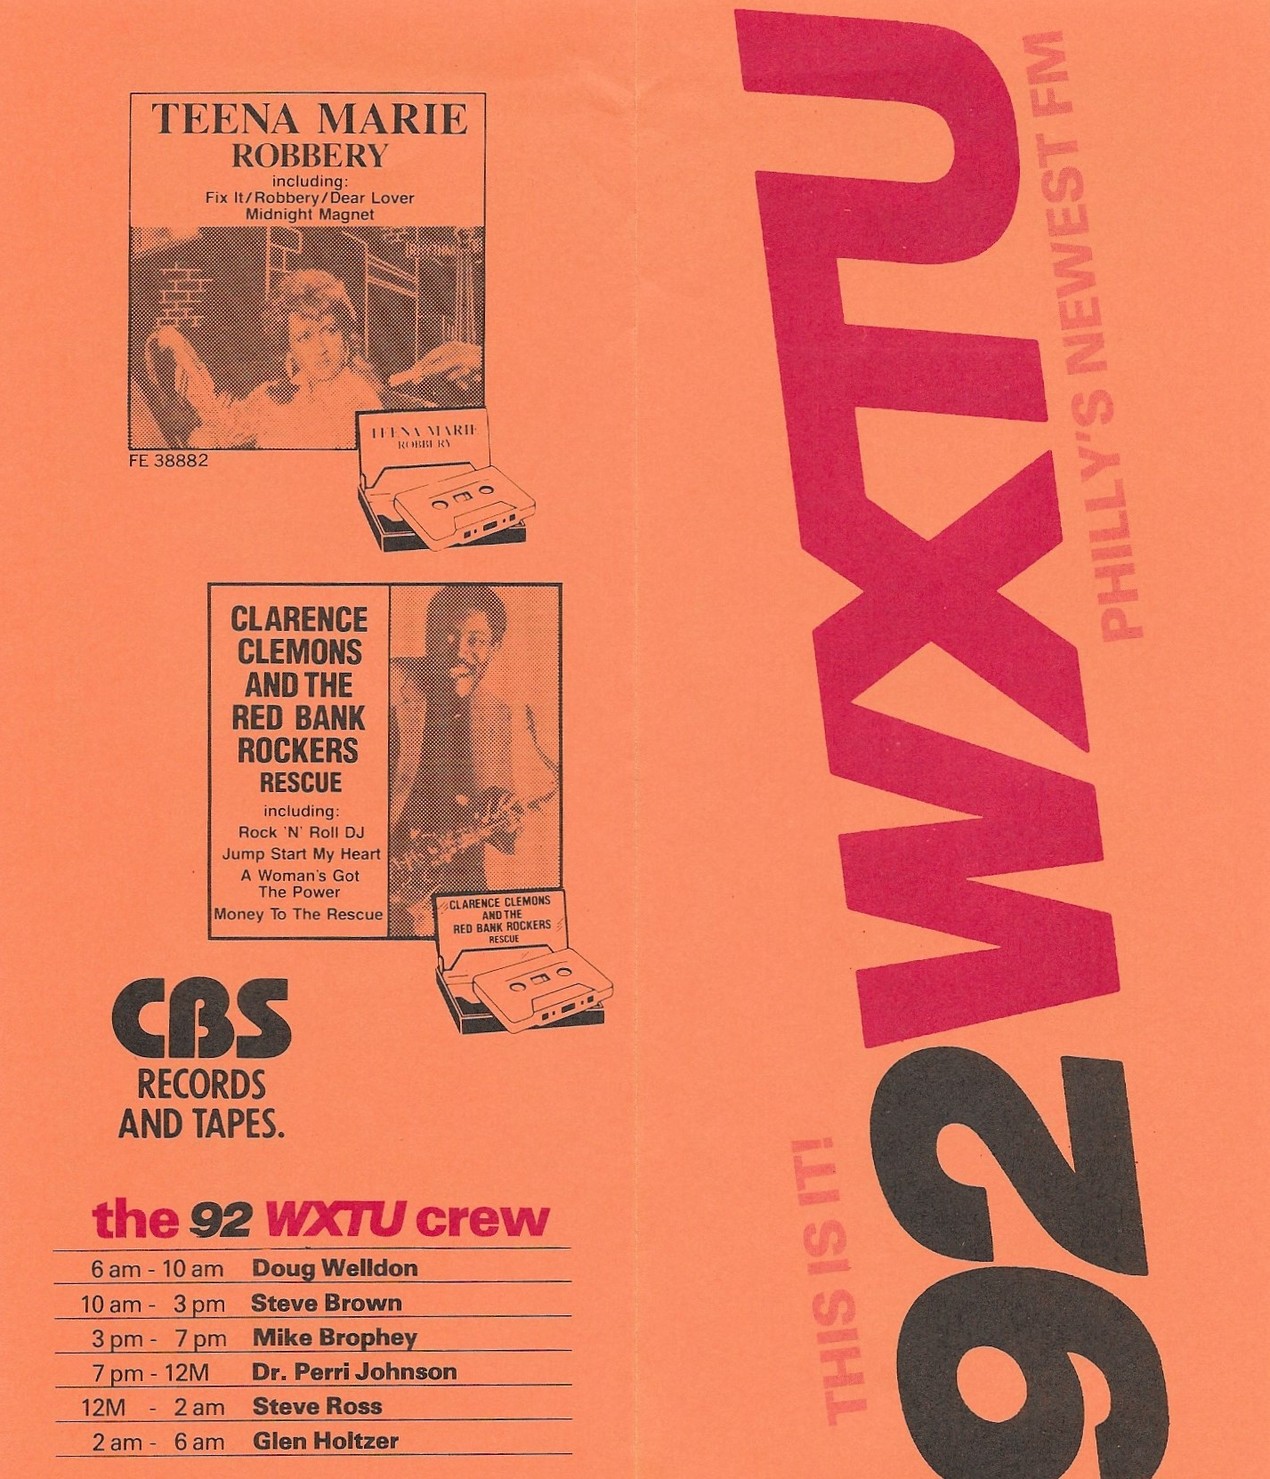 TEENA MARIE
ROBBERY
including:
Fix It/Robbery/Dear Lover
Midnight Magnet
TEENA MARIE
ROBBERY
FE 38882
CLARENCE
CLEMONS
AND THE
RED BANK
ROCKERS
RESCUE
including:
Rock 'N' Roll DJ
Jump Start My Heart
A Woman's Got
The Power
Money To The Rescue
CLARENCE CLEMONS
AND THE
RED BANK ROCKERS
RESCUE
CBS
RECORDS
AND TAPES.
the 92 WXTU crew
6 am - 10 am Doug Welldon
10 am - 3 pm Steve Brown
3 pm - 7 pm Mike Brophey
7 pm - 12M Dr. Perri Johnson
12M - 2 am Steve Ross
2 am - 6 am Glen Holtzer
THIS IS IT!
92WXTU
PHILLY'S NEWEST FM